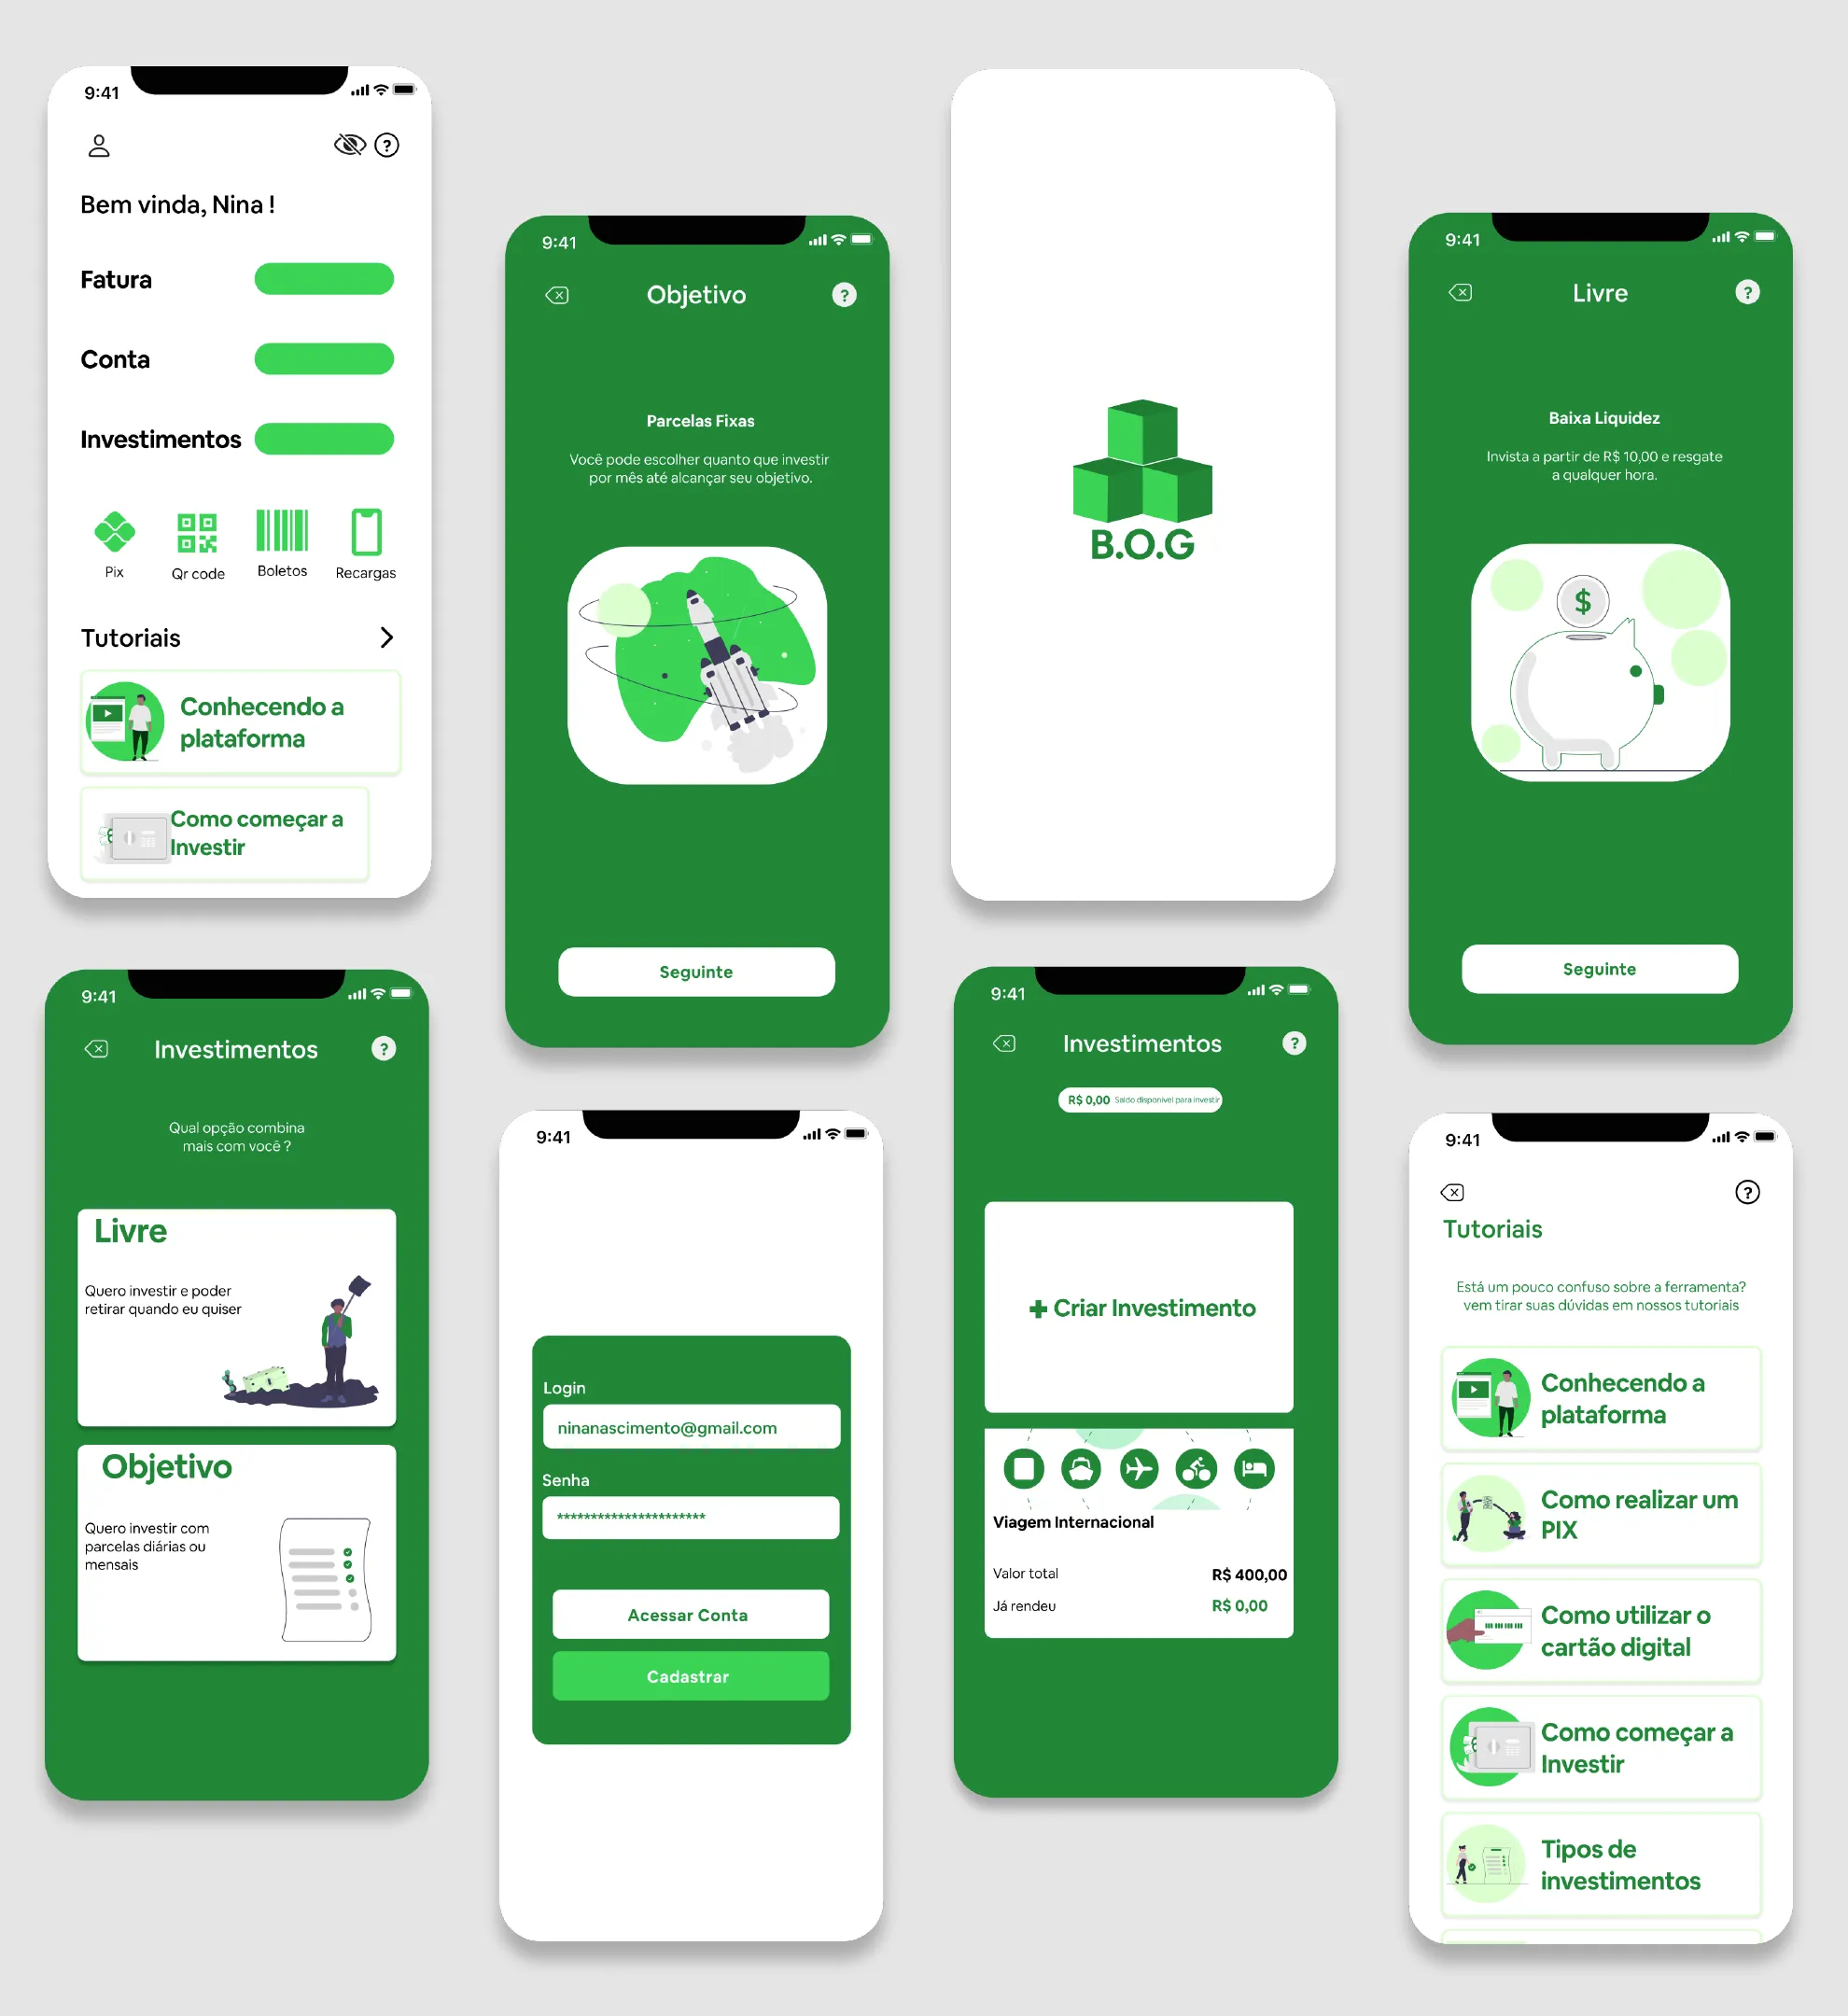 9:41
Bem vinda, Nina !
Fatura
Conta
Investimentos
Pix
Qr code
Boletos
Recargas
Tutoriais
Conhecendo a
plataforma
Como começar a
Investir
9:41
Objetivo
?
Parcelas Fixas
Você pode escolher quanto que investir
por mês até alcançar seu objetivo.
Seguinte
B.O.G
9:41
Livre
?
Baixa Liquidez
Invista a partir de R$ 10,00 e resgate
a qualquer hora.
$
Seguinte
9:41
Investimentos
?
Qual opção combina
mais com você ?
Livre
Quero investir e poder
retirar quando eu quiser
Objetivo
Quero investir com
parcelas diárias ou
mensais
9:41
Login
ninanascimento@gmail.com
Senha
**********************
Acessar Conta
Cadastrar
9:41
Investimentos
?
R$ 0,00 Saldo disponível para investir
+ Criar Investimento
Viagem Internacional
Valor total R$ 400,00
Já rendeu R$ 0,00
9:41
?
Tutoriais
Está um pouco confuso sobre a ferramenta?
vem tirar suas dúvidas em nossos tutoriais
Conhecendo a
plataforma
Como realizar um
PIX
Como utilizar o
cartão digital
Como começar a
Investir
Tipos de
investimentos